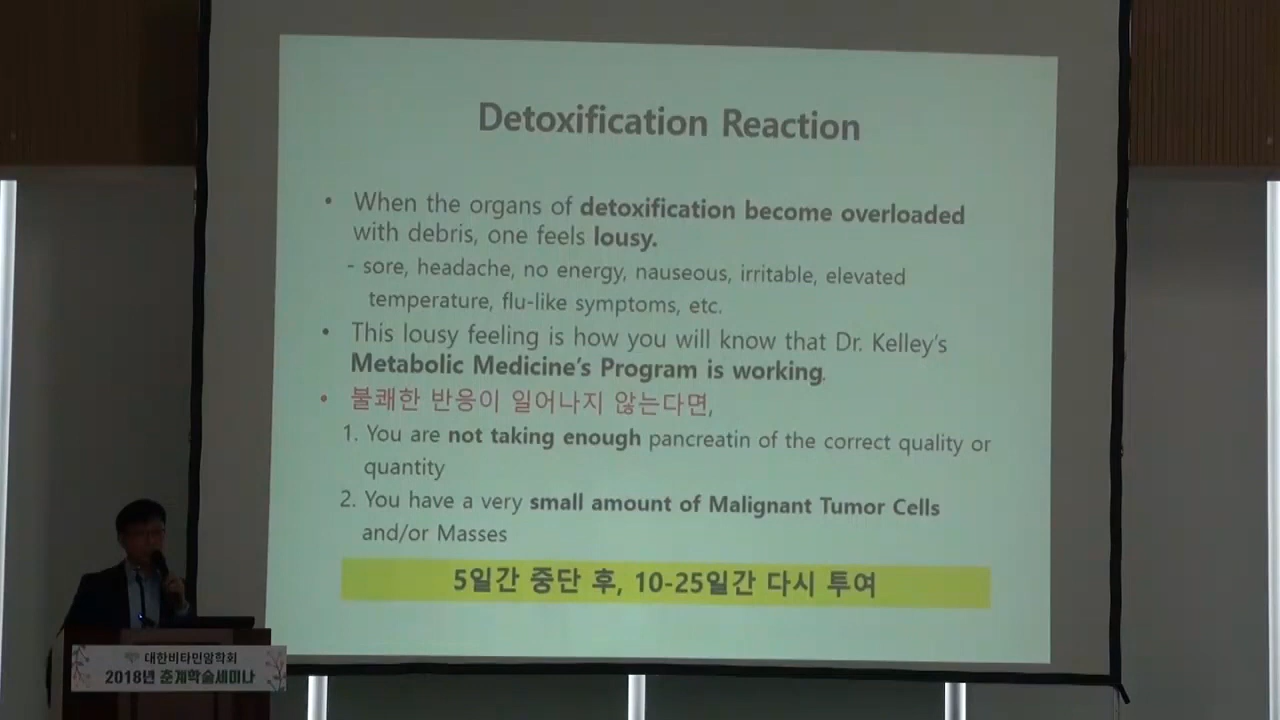 Detoxification Reaction
• When the organs of detoxification become overloaded
with debris, one feels lousy.
- sore, headache, no energy, nauseous, irritable, elevated
temperature, flu-like symptoms, etc.
• This lousy feeling is how you will know that Dr. Kelley's
Metabolic Medicine's Program is working.
• 불쾌한 반응이 일어나지 않는다면,
1. You are not taking enough pancreatin of the correct quality or
quantity
2. You have a very small amount of Malignant Tumor Cells
and/or Masses
5일간 중단 후, 10-25일간 다시 투여
대한비타민암학회
2018년 춘계학술세미나